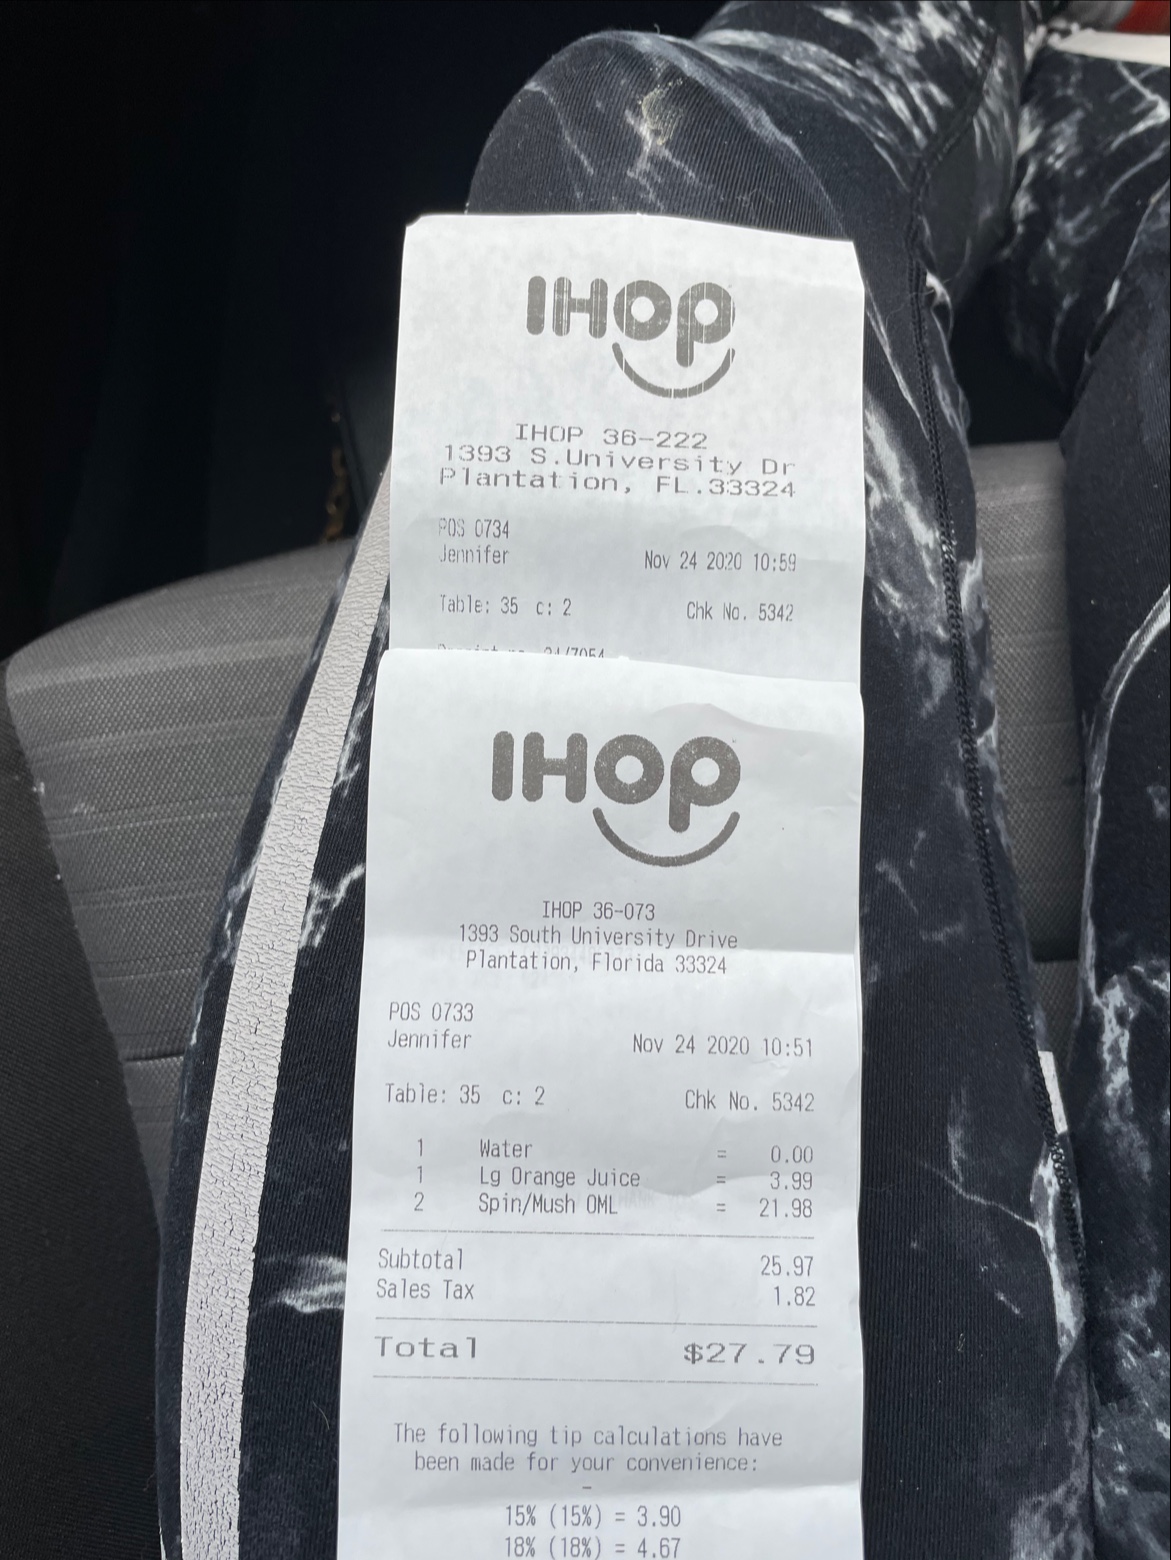 IHOP
IHOP 36-222
1393 S.University Dr
Plantation, FL.33324
POS 0734
Jennifer Nov 24 2020 10:59
Table: 35 c: 2 Chk No. 5342
IHOP
IHOP 36-073
1393 South University Drive
Plantation, Florida 33324
POS 0733
Jennifer Nov 24 2020 10:51
Table: 35 c: 2 Chk No. 5342
1 Water = 0.00
1 Lg Orange Juice = 3.99
2 Spin/Mush OML = 21.98
Subtotal 25.97
Sales Tax 1.82
Total $27.79
The following tip calculations have
been made for your convenience:
-
15% (15%) = 3.90
18% (18%) = 4.67